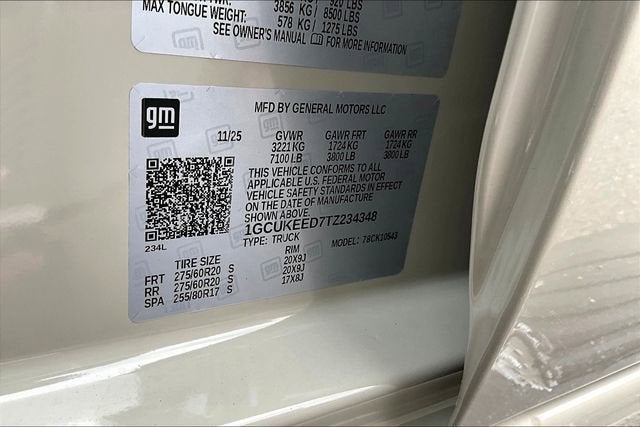 3856 KG 920 LBS
MAX TONGUE WEIGHT: 578 KG 8500 LBS
1275 LBS
SEE OWNER'S MANUAL FOR MORE INFORMATION
gm
MFD BY GENERAL MOTORS LLC
11/25 GVWR GAWR FRT GAWR RR
3221 KG 1724 KG 1724 KG
7100 LB 3800 LB 3800 LB
THIS VEHICLE CONFORMS TO ALL
APPLICABLE U.S. FEDERAL MOTOR
VEHICLE SAFETY STANDARDS IN EFFECT
ON THE DATE OF MANUFACTURE SHOWN ABOVE.
1GCUKEED7TZ234348
TYPE: TRUCK MODEL: 78CK10543
234L
TIRE SIZE RIM
FRT 275/60R20 S 20X9J
RR 275/60R20 S 20X9J
SPA 255/80R17 S 17X8J